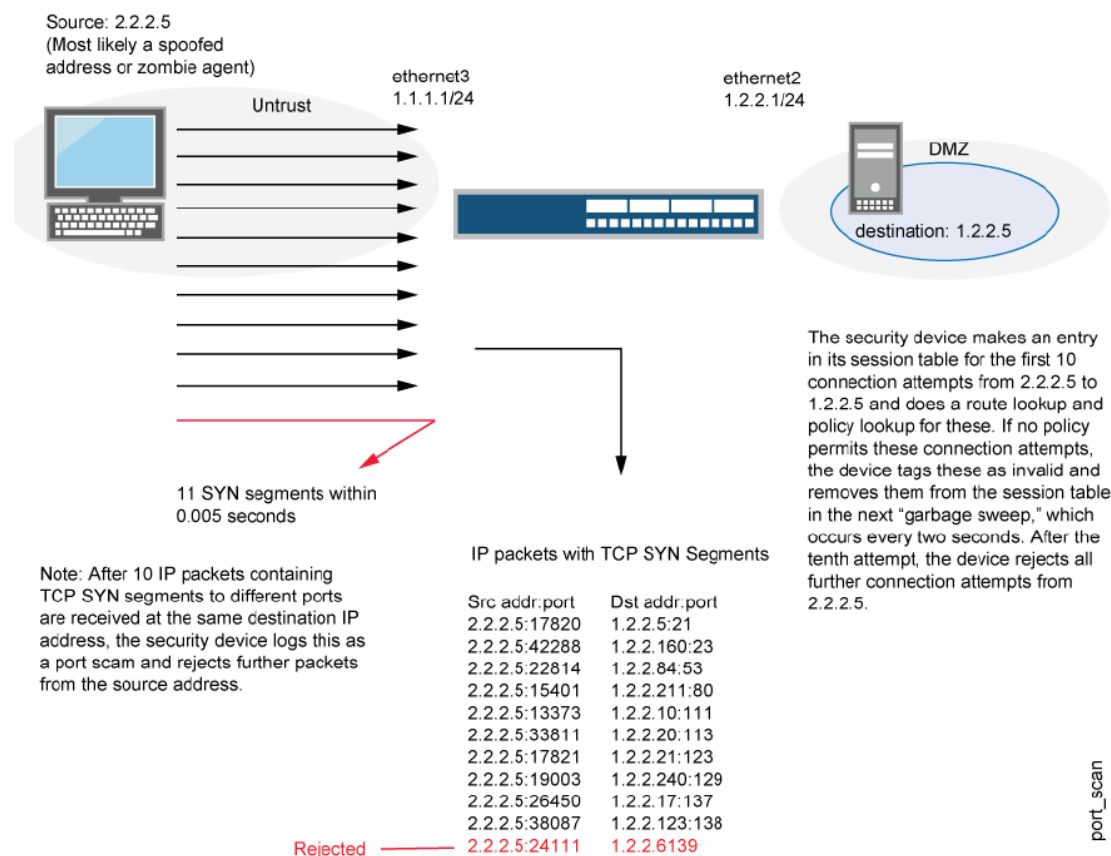 Source: 2.2.2.5
(Most likely a spoofed
address or zombie agent)
Untrust
ethernet3
1.1.1.1/24
ethernet2
1.2.2.1/24
DMZ
destination: 1.2.2.5
11 SYN segments within
0.005 seconds
Note: After 10 IP packets containing
TCP SYN segments to different ports
are received at the same destination IP
address, the security device logs this as
a port scam and rejects further packets
from the source address.
The security device makes an entry
in its session table for the first 10
connection attempts from 2.2.2.5 to
1.2.2.5 and does a route lookup and
policy lookup for these. If no policy
permits these connection attempts,
the device tags these as invalid and
removes them from the session table
in the next “garbage sweep,” which
occurs every two seconds. After the
tenth attempt, the device rejects all
further connection attempts from
2.2.2.5.
IP packets with TCP SYN Segments
Src addr:port Dst addr:port
2.2.2.5:17820 1.2.2.5:21
2.2.2.5:42288 1.2.2.160:23
2.2.2.5:22814 1.2.2.84:53
2.2.2.5:15401 1.2.2.211:80
2.2.2.5:13373 1.2.2.10:111
2.2.2.5:33811 1.2.2.20:113
2.2.2.5:17821 1.2.2.21:123
2.2.2.5:19003 1.2.2.240:129
2.2.2.5:26450 1.2.2.17:137
2.2.2.5:38087 1.2.2.123:138
Rejected 2.2.2.5:24111 1.2.2.6139
port_scan